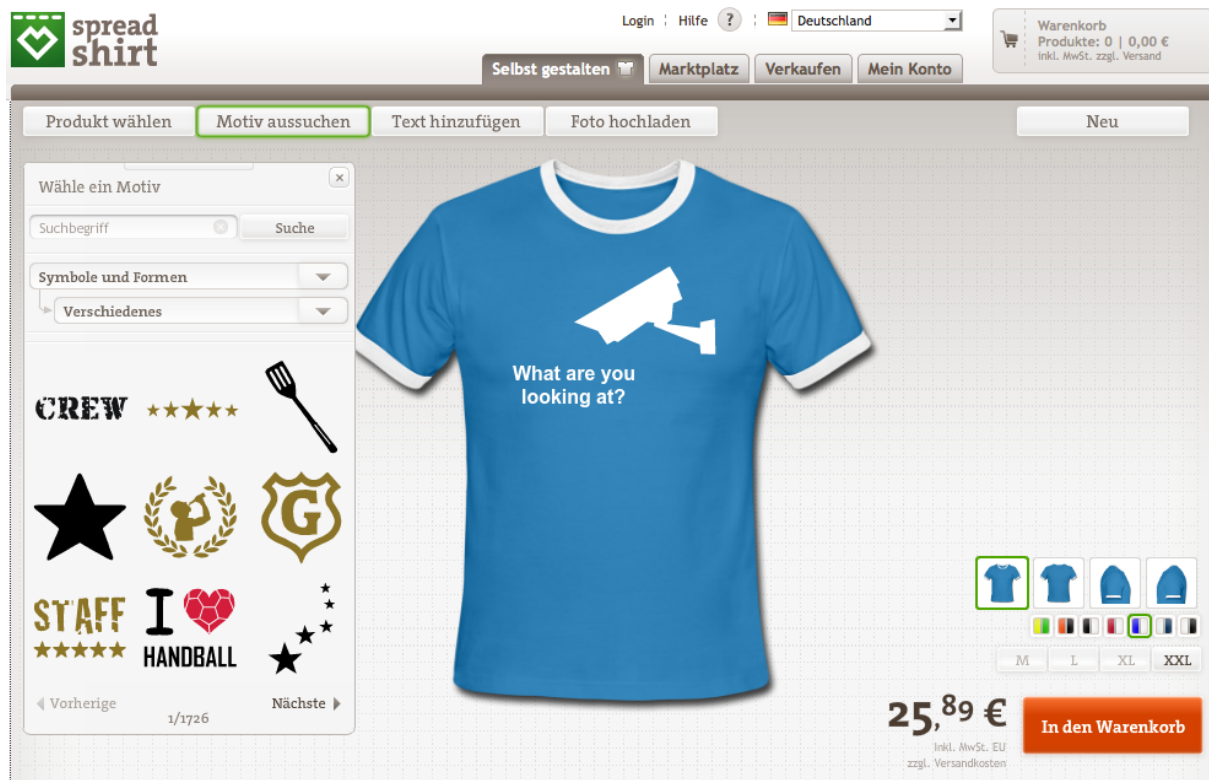 spread
shirt
Login
Hilfe
?
Deutschland
Warenkorb
Produkte: 0 | 0,00 €
inkl. MwSt. zzgl. Versand
Selbst gestalten
Marktplatz
Verkaufen
Mein Konto
Produkt wählen
Motiv aussuchen
Text hinzufügen
Foto hochladen
Neu
Wähle ein Motiv
Suchbegriff
Suche
Symbole und Formen
Verschiedenes
CREW
G
STAFF
I
HANDBALL
Vorherige
1/1726
Nächste
What are you
looking at?
M
L
XL
XXL
25,89 €
Inkl. MwSt. EU
zzgl. Versandkosten
In den Warenkorb